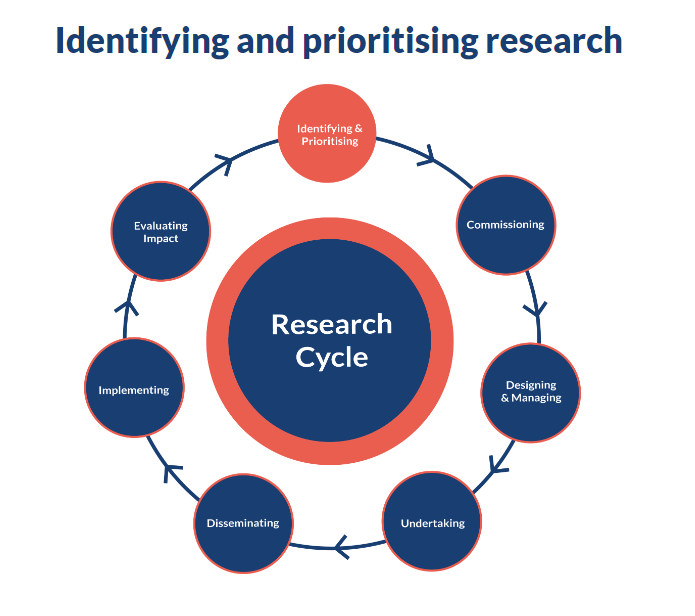 Identifying and prioritising research
Identifying &
Prioritising
Commissioning
Designing
& Managing
Undertaking
Disseminating
Implementing
Evaluating
Impact
Research
Cycle